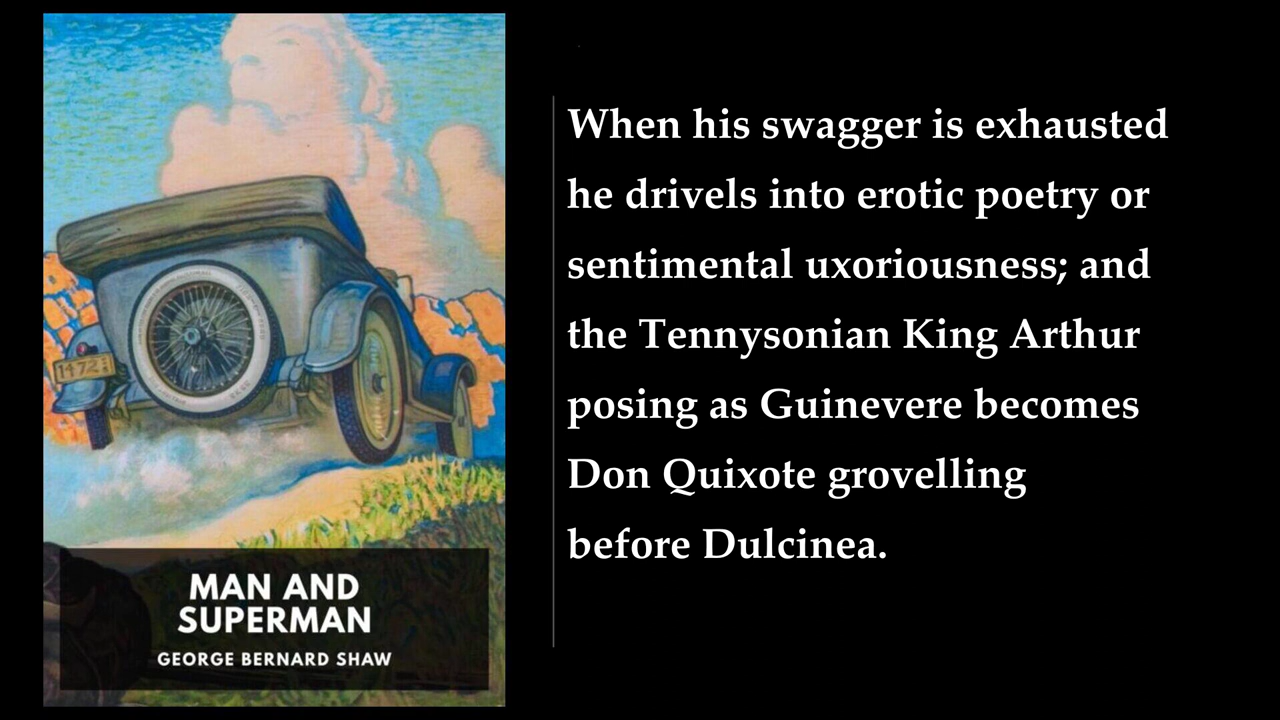 When his swagger is exhausted
he drivels into erotic poetry or
sentimental uxoriousness; and
the Tennysonian King Arthur
posing as Guinevere becomes
Don Quixote grovelling
before Dulcinea.
1472
MAN AND
SUPERMAN
GEORGE BERNARD SHAW